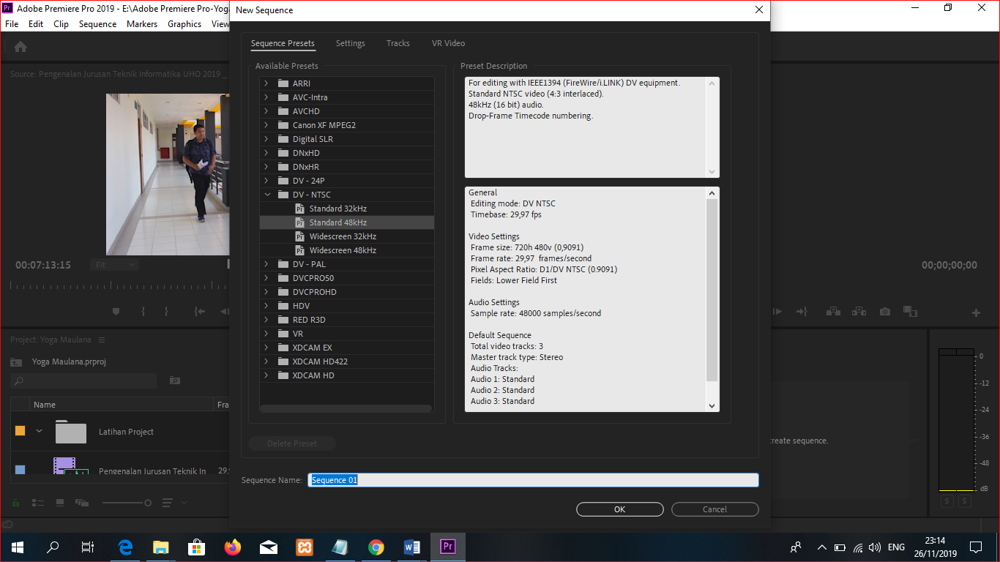 Adobe Premiere Pro 2019 - E:\Adobe Premiere Pro-Yoga
New Sequence
File Edit Clip Sequence Markers Graphics View
Sequence Presets Settings Tracks VR Video
Source: Pengenalan Jurusan Teknik Informatika UHO 2019 _
00:07:13:15
Fit
00;00;00;00
Project: Yoga Maulana
Yoga Maulana.prproj
Name Fra
Latihan Project
Pengenalan Jurusan Teknik In 29,9
Available Presets
ARRI
AVC-Intra
AVCHD
Canon XF MPEG2
Digital SLR
DNxHD
DNxHR
DV - 24P
DV - NTSC
Standard 32kHz
Standard 48kHz
Widescreen 32kHz
Widescreen 48kHz
DV - PAL
DVCPRO50
DVCPROHD
HDV
RED R3D
VR
XDCAM EX
XDCAM HD422
XDCAM HD
Delete Preset
Preset Description
For editing with IEEE1394 (FireWire/i.LINK) DV equipment.
Standard NTSC video (4:3 interlaced).
48kHz (16 bit) audio.
Drop-Frame Timecode numbering.
General
Editing mode: DV NTSC
Timebase: 29,97 fps
Video Settings
Frame size: 720h 480v (0,9091)
Frame rate: 29,97 frames/second
Pixel Aspect Ratio: D1/DV NTSC (0.9091)
Fields: Lower Field First
Audio Settings
Sample rate: 48000 samples/second
Default Sequence
Total video tracks: 3
Master track type: Stereo
Audio Tracks:
Audio 1: Standard
Audio 2: Standard
Audio 3: Standard
Sequence Name: Sequence 01
OK Cancel
create sequence.
0
-12
-24
-36
-48
dB
S S
ENG
23:14
26/11/2019